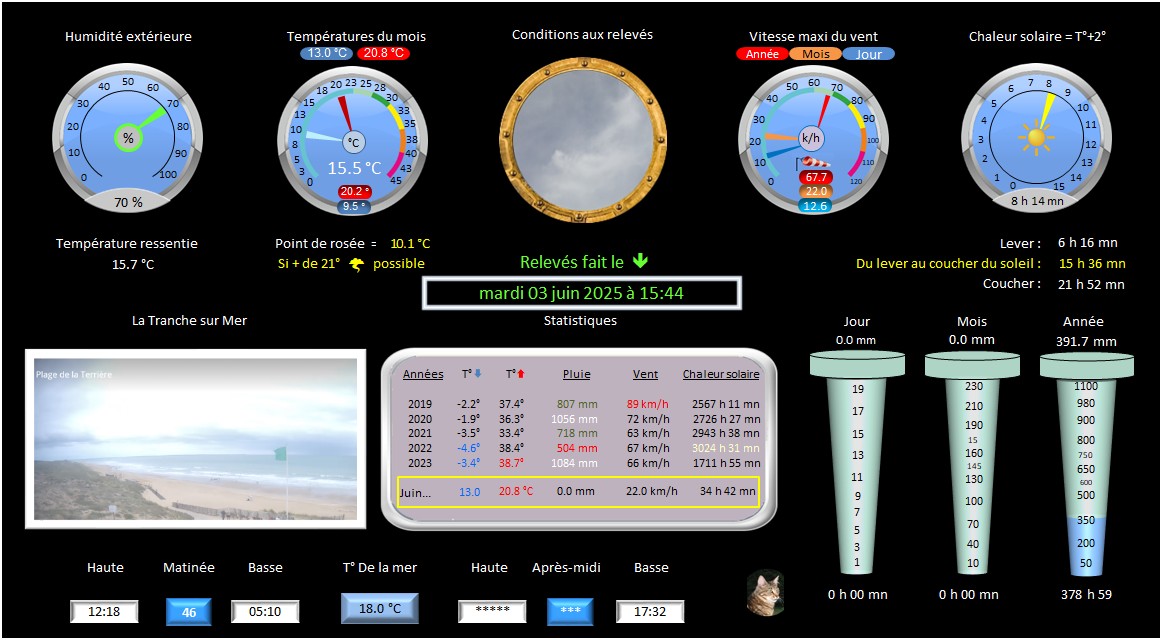 Humidité extérieure
Températures du mois
13.0 °C 20.8 °C
Conditions aux relevés
Vitesse maxi du vent
Année Mois Jour
Chaleur solaire = T°+2°
0 10 20 30 40 50 60 70 80 90 100
%
70 %
0 3 5 8 10 13 15 18 20 23 25 28 30 33 35 38 40 43 45
°C
15.5 °C
20.2 °
9.5 °
0 10 20 30 40 50 60 70 80 90 100 110 120
k/h
67.7
22.0
12.6
0 1 2 3 4 5 6 7 8 9 10 11 12 13 14 15
8 h 14 mn
Température ressentie
15.7 °C
Point de rosée = 10.1 °C
Si + de 21° possible
Relevés fait le
mardi 03 juin 2025 à 15:44
Lever : 6 h 16 mn
Du lever au coucher du soleil : 15 h 36 mn
Coucher : 21 h 52 mn
La Tranche sur Mer
Plage de la Terrière
Statistiques
Années T° T° Pluie Vent Chaleur solaire
2019 -2.2° 37.4° 807 mm 89 km/h 2567 h 11 mn
2020 -1.9° 36.3° 1056 mm 72 km/h 2726 h 27 mn
2021 -3.5° 33.4° 718 mm 63 km/h 2943 h 38 mn
2022 -4.6° 38.4° 504 mm 67 km/h 3024 h 31 mn
2023 -3.4° 38.7° 1084 mm 66 km/h 1711 h 55 mn
Juin... 13.0 20.8 °C 0.0 mm 22.0 km/h 34 h 42 mn
Jour
0.0 mm
19
17
15
13
11
9
7
5
3
1
0 h 00 mn
Mois
0.0 mm
230
210
190
15
160
145
130
100
70
40
10
0 h 00 mn
Année
391.7 mm
1100
980
900
800
750
650
600
500
350
200
50
378 h 59
Haute Matinée Basse
12:18 46 05:10
T° De la mer
18.0 °C
Haute Après-midi Basse
***** *** 17:32